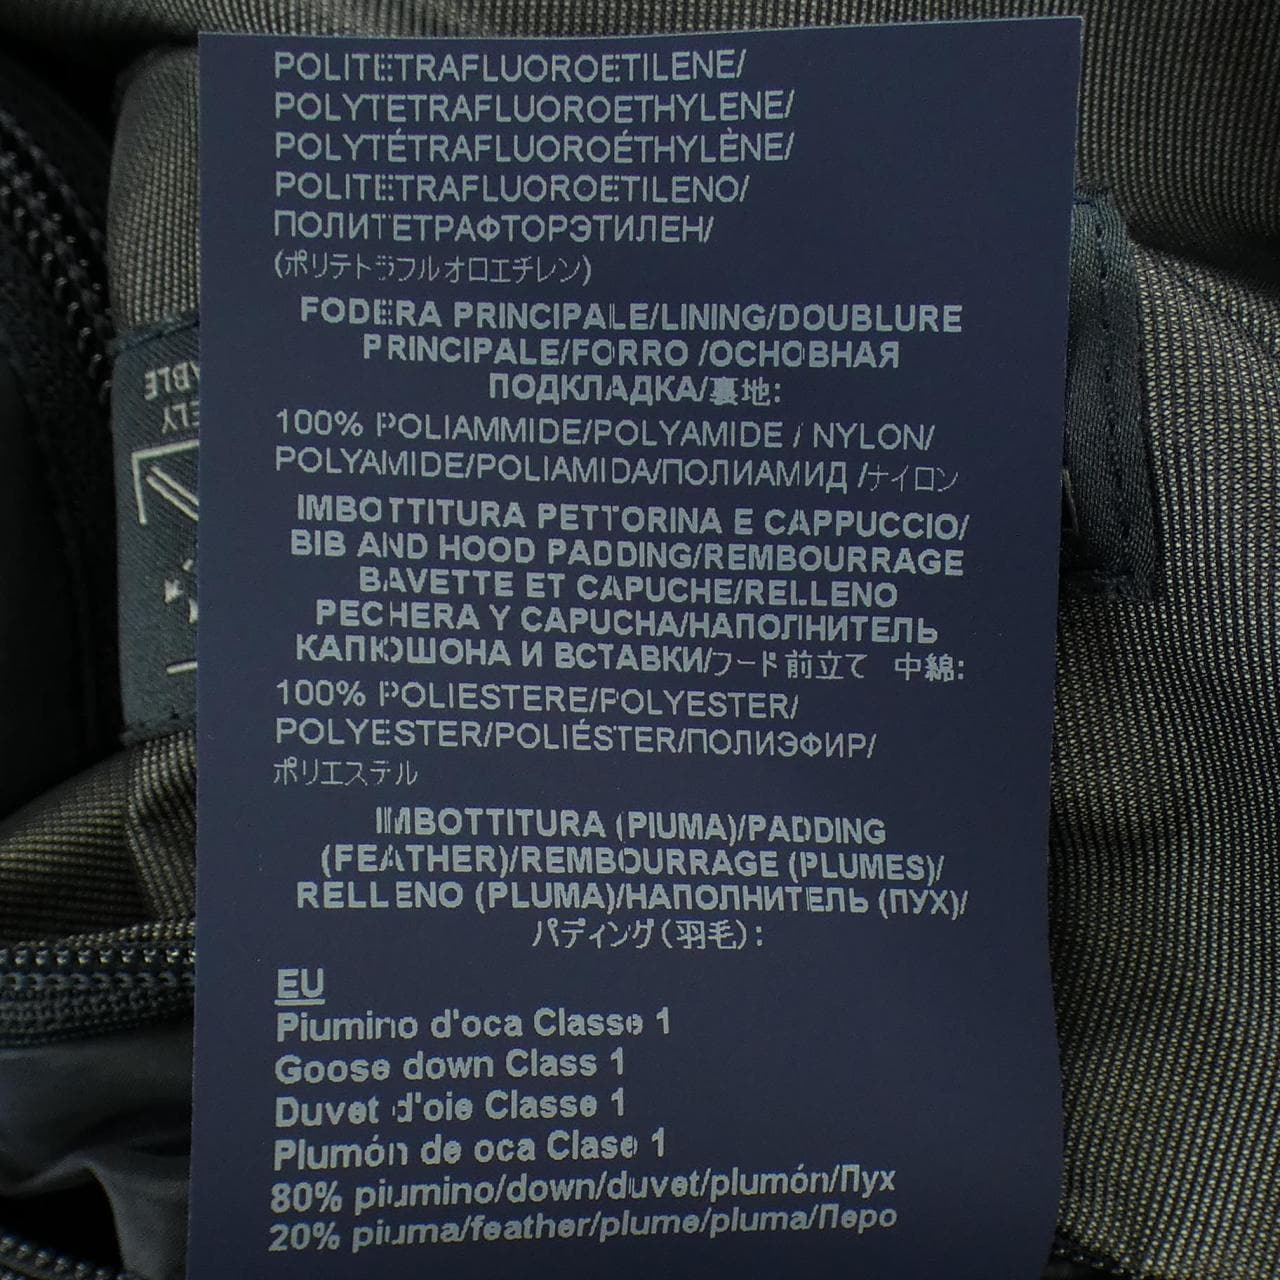 POLITETRAFLUOROETILENE/
POLYTETRAFLUOROETHYLENE/
POLYTÉTRAFLUOROÉTHYLÈNE/
POLITETRAFLUOROETILENO/
ПОЛИТЕТРАФТОРЭТИЛЕН/
(ポリテトラフルオロエチレン)
FODERA PRINCIPALE/LINING/DOUBLURE
PRINCIPALE/FORRO /ОСНОВНАЯ
ПОДКЛАДКА/裏地:
100% POLIAMMIDE/POLYAMIDE / NYLON/
POLYAMIDE/POLIAMIDA/ПОЛИАМИД /ナイロン
IMBOTTITURA PETTORINA E CAPPUCCIO/
BIB AND HOOD PADDING/REMBOURRAGE
BAVETTE ET CAPUCHE/RELLENO
PECHERA Y CAPUCHA/НАПОЛНИТЕЛЬ
КАПЮШОНА И ВСТАВКИ/フード前立て 中綿:
100% POLIESTERE/POLYESTER/
POLYESTER/POLIÉSTER/ПОЛИЭФИР/
ポリエステル
IMBOTTITURA (PIUMA)/PADDING
(FEATHER)/REMBOURRAGE (PLUMES)/
RELLENO (PLUMA)/НАПОЛНИТЕЛЬ (ПУХ)/
パディング(羽毛):
EU
Piumino d'oca Classe 1
Goose down Class 1
Duvet d'oie Classe 1
Plumón de oca Clase 1
80% piumino/down/duvet/plumón/Пух
20% piuma/feather/plume/pluma/Перо
ELY
ABLE